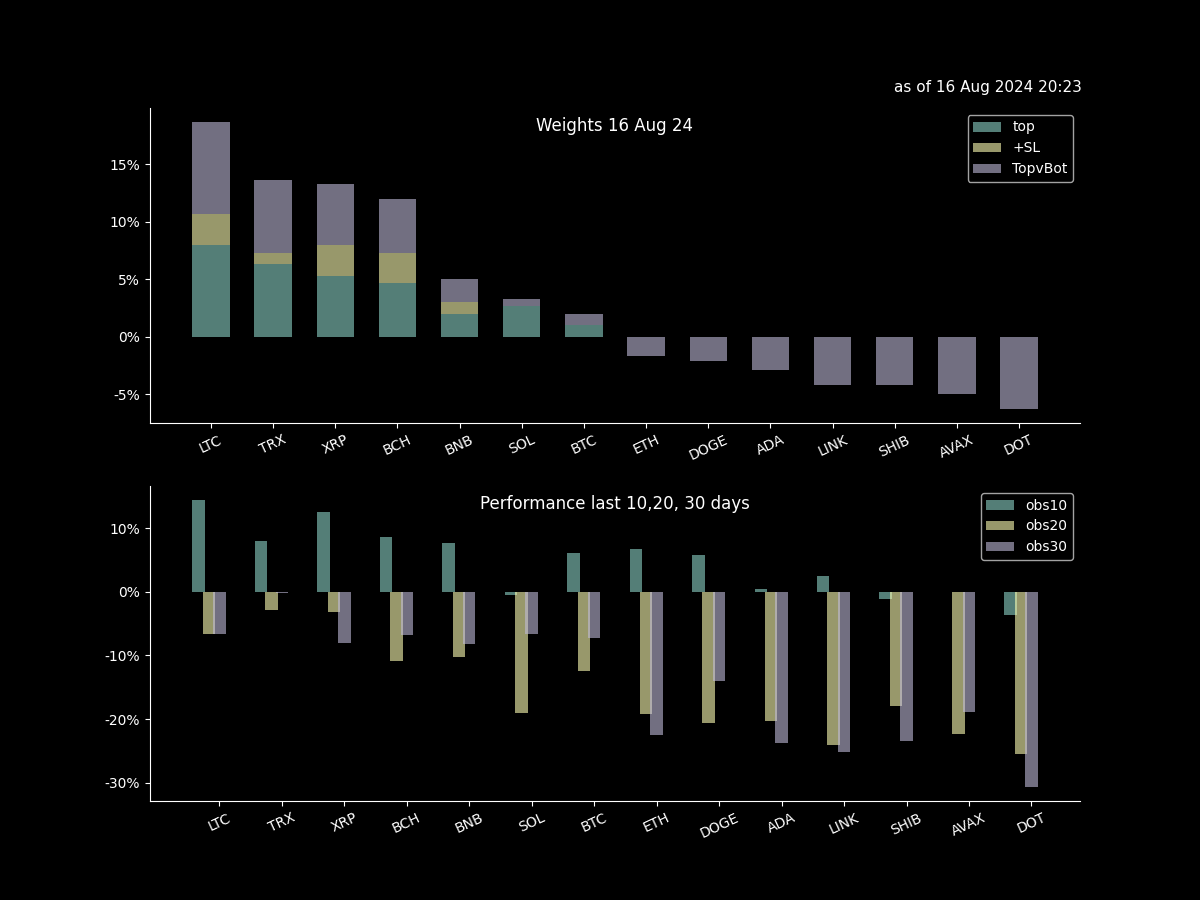 as of 16 Aug 2024 20:23
Weights 16 Aug 24
top
+SL
TopvBot
15%
10%
5%
0%
-5%
LTC TRX XRP BCH BNB SOL BTC ETH DOGE ADA LINK SHIB AVAX DOT
Performance last 10,20, 30 days
obs10
obs20
obs30
10%
0%
-10%
-20%
-30%
LTC TRX XRP BCH BNB SOL BTC ETH DOGE ADA LINK SHIB AVAX DOT